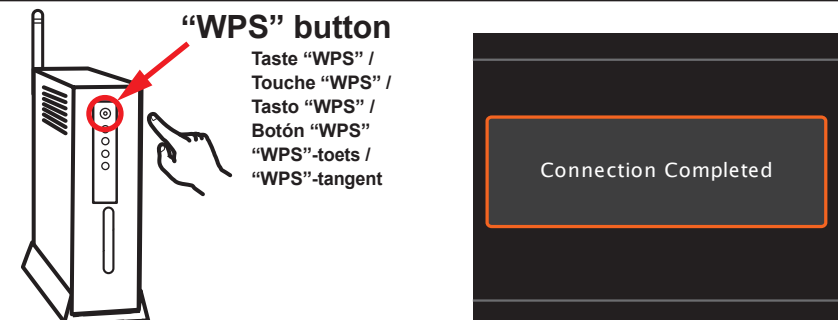 “WPS” button
Taste “WPS” /
Touche “WPS” /
Tasto “WPS” /
Botón “WPS”
“WPS”-toets /
“WPS”-tangent
Connection Completed